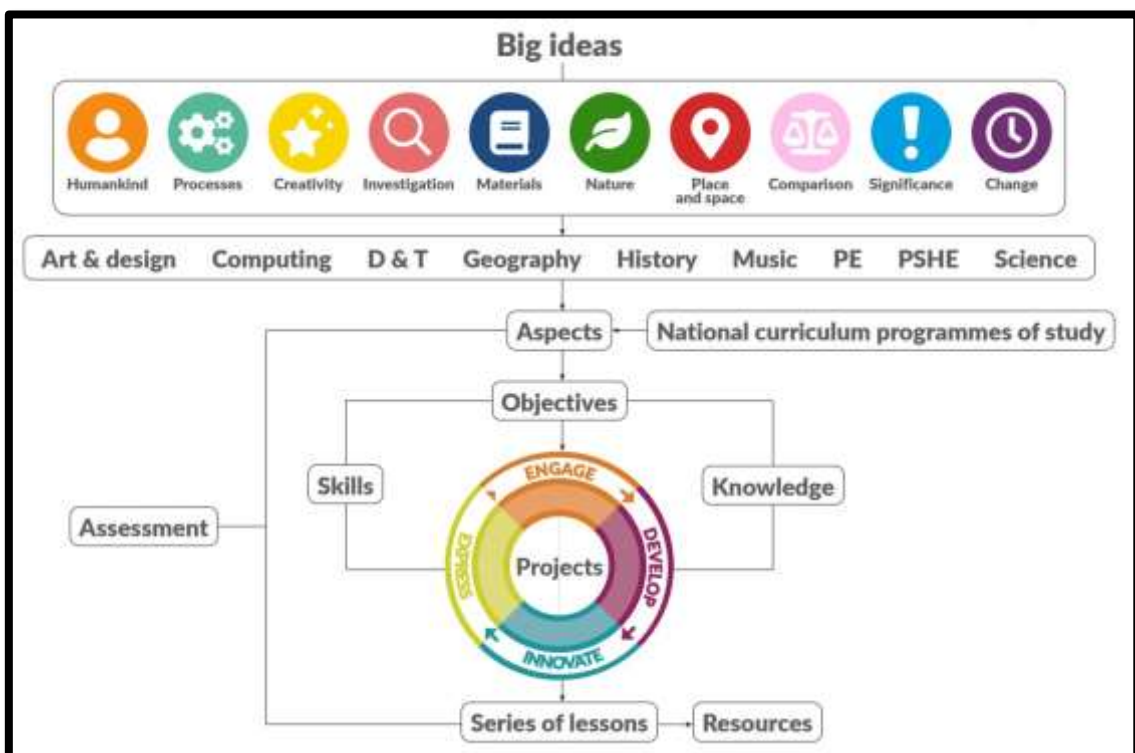 Big ideas
Humankind Processes Creativity Investigation Materials Nature Place and space Comparison Significance Change
Art & design Computing D & T Geography History Music PE PSHE Science
Aspects National curriculum programmes of study
Objectives
ENGAGE
Skills Knowledge
Assessment
EXPRESS Projects DEVELOP
INNOVATE
Series of lessons Resources